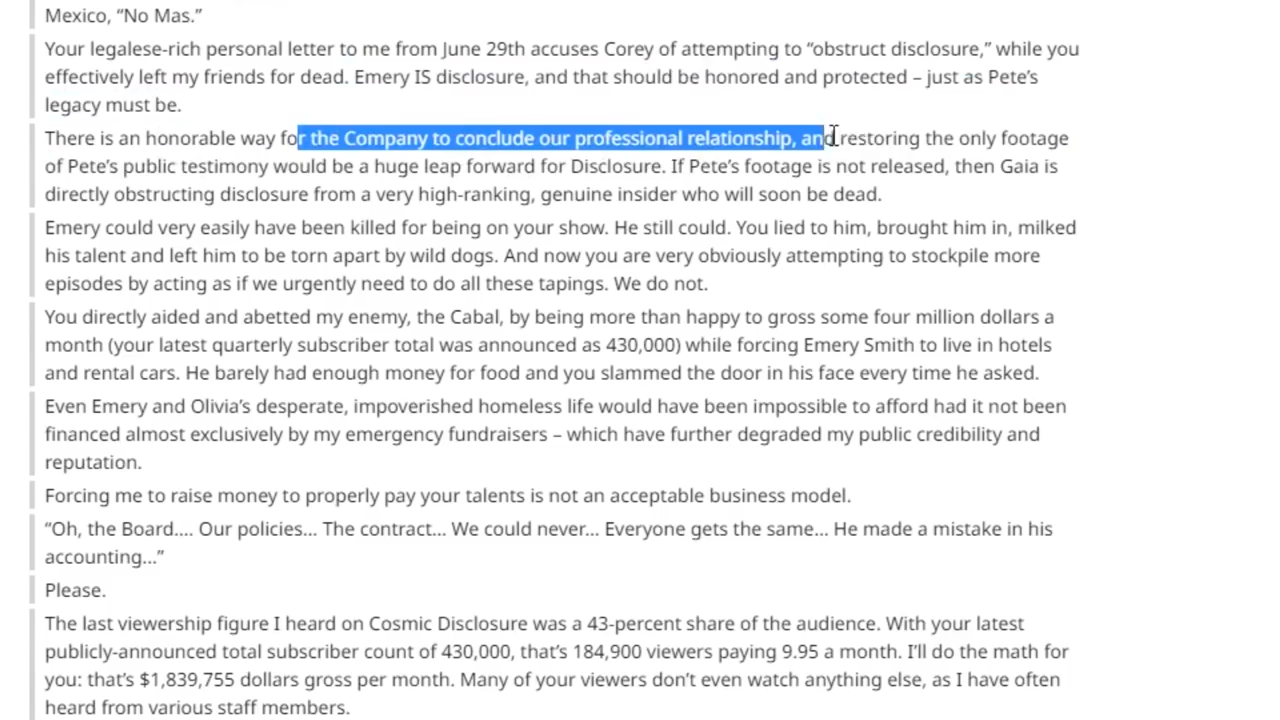 Mexico, “No Mas.”
Your legalese-rich personal letter to me from June 29th accuses Corey of attempting to “obstruct disclosure,” while you
effectively left my friends for dead. Emery IS disclosure, and that should be honored and protected – just as Pete’s
legacy must be.
There is an honorable way for the Company to conclude our professional relationship, and restoring the only footage
of Pete’s public testimony would be a huge leap forward for Disclosure. If Pete’s footage is not released, then Gaia is
directly obstructing disclosure from a very high-ranking, genuine insider who will soon be dead.
Emery could very easily have been killed for being on your show. He still could. You lied to him, brought him in, milked
his talent and left him to be torn apart by wild dogs. And now you are very obviously attempting to stockpile more
episodes by acting as if we urgently need to do all these tapings. We do not.
You directly aided and abetted my enemy, the Cabal, by being more than happy to gross some four million dollars a
month (your latest quarterly subscriber total was announced as 430,000) while forcing Emery Smith to live in hotels
and rental cars. He barely had enough money for food and you slammed the door in his face every time he asked.
Even Emery and Olivia’s desperate, impoverished homeless life would have been impossible to afford had it not been
financed almost exclusively by my emergency fundraisers – which have further degraded my public credibility and
reputation.
Forcing me to raise money to properly pay your talents is not an acceptable business model.
“Oh, the Board…. Our policies… The contract… We could never… Everyone gets the same… He made a mistake in his
accounting…”
Please.
The last viewership figure I heard on Cosmic Disclosure was a 43-percent share of the audience. With your latest
publicly-announced total subscriber count of 430,000, that’s 184,900 viewers paying 9.95 a month. I’ll do the math for
you: that’s $1,839,755 dollars gross per month. Many of your viewers don’t even watch anything else, as I have often
heard from various staff members.